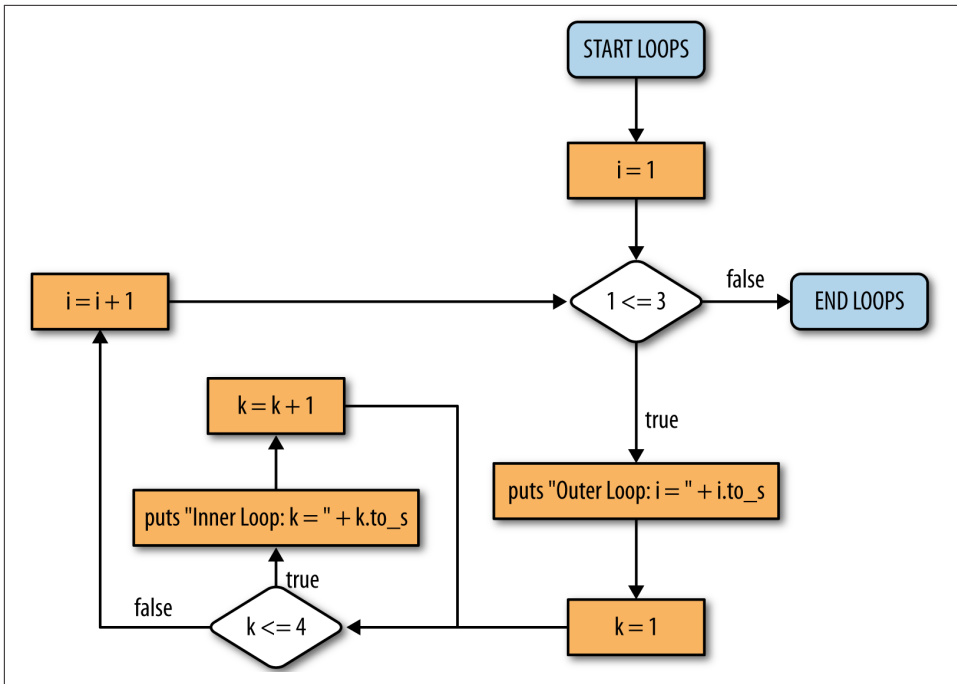 START LOOPS
i = 1
i = i + 1
1 <= 3
false
END LOOPS
k = k + 1
true
puts "Outer Loop: i = " + i.to_s
puts "Inner Loop: k = " + k.to_s
true
false
k <= 4
k = 1